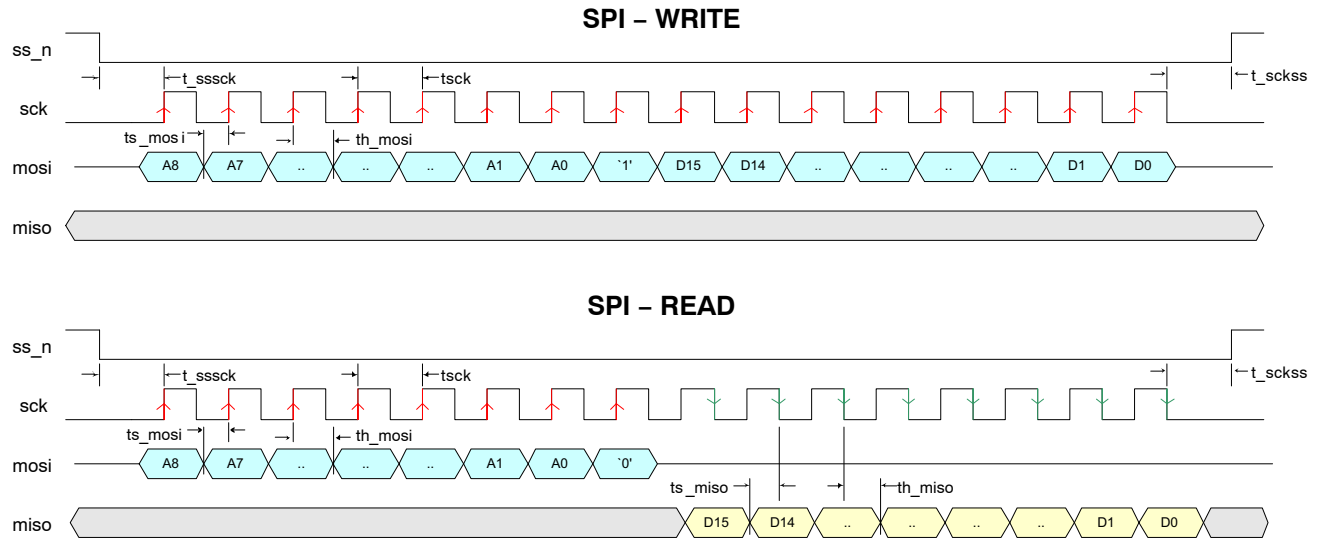 SPI – WRITE
ss_n
t_sssck tsck t_sckss
sck
ts_mosi th_mosi
mosi A8 A7 .. .. .. A1 A0 `1' D15 D14 .. .. .. .. D1 D0
miso
SPI – READ
ss_n
t_sssck tsck t_sckss
sck
ts_mosi th_mosi
mosi A8 A7 .. .. .. A1 A0 `0'
ts_miso th_miso
miso D15 D14 .. .. .. .. D1 D0